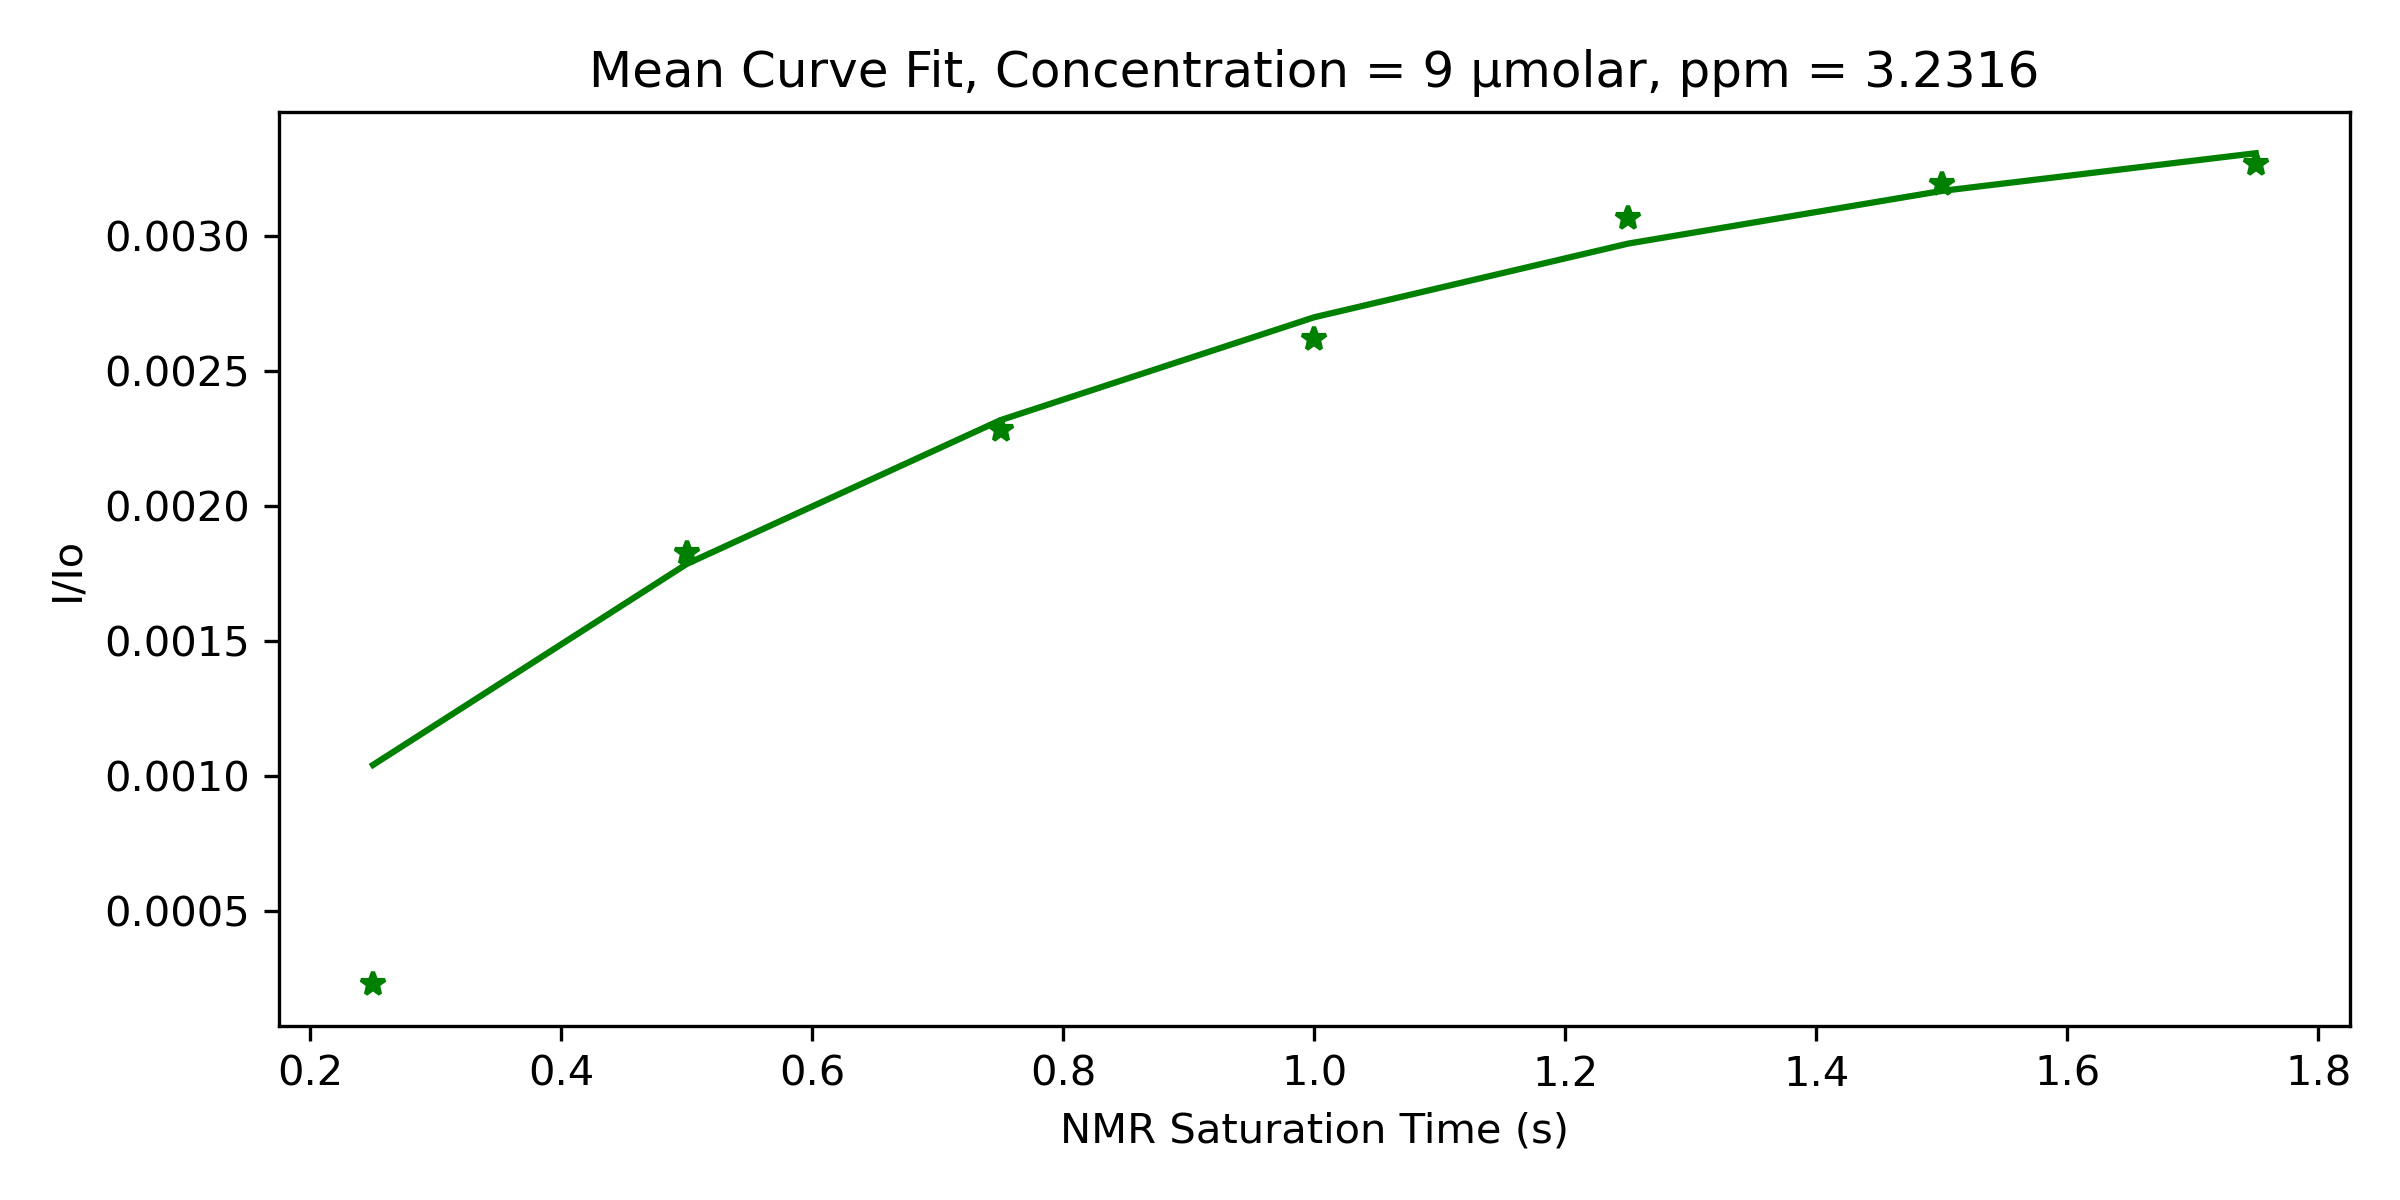 Mean Curve Fit, Concentration = 9 μmolar, ppm = 3.2316
0.0030
0.0025
0.0020
0.0015
0.0010
0.0005
I/Io
0.2 0.4 0.6 0.8 1.0 1.2 1.4 1.6 1.8
NMR Saturation Time (s)